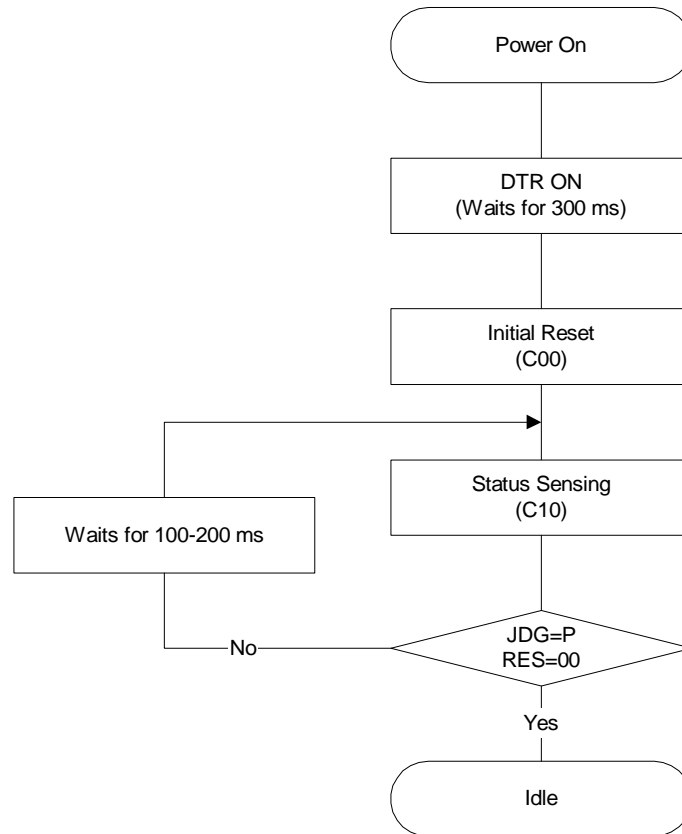 Power On
DTR ON
(Waits for 300 ms)
Initial Reset
(C00)
Status Sensing
(C10)
Waits for 100-200 ms
JDG=P
RES=00
No
Yes
Idle